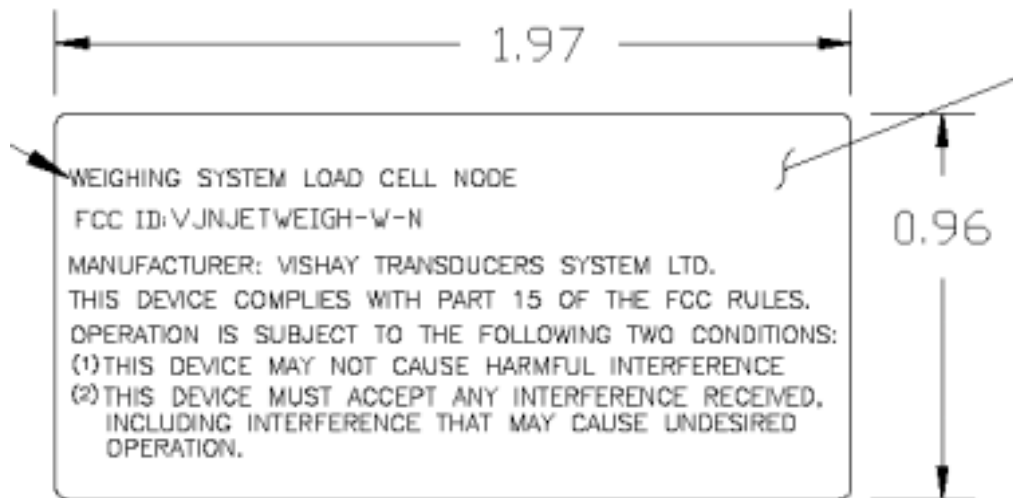 1.97
WEIGHING SYSTEM LOAD CELL NODE
FCC ID:VJNJETWEIGH-W-N
0.96
MANUFACTURER: VISHAY TRANSDUCERS SYSTEM LTD.
THIS DEVICE COMPLIES WITH PART 15 OF THE FCC RULES.
OPERATION IS SUBJECT TO THE FOLLOWING TWO CONDITIONS:
(1) THIS DEVICE MAY NOT CAUSE HARMFUL INTERFERENCE
(2) THIS DEVICE MUST ACCEPT ANY INTERFERENCE RECEIVED,
INCLUDING INTERFERENCE THAT MAY CAUSE UNDESIRED
OPERATION.